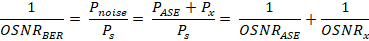 1/OSNR_BER = P_noise/P_s = (P_ASE + P_x)/P_s = 1/OSNR_ASE + 1/OSNR_x